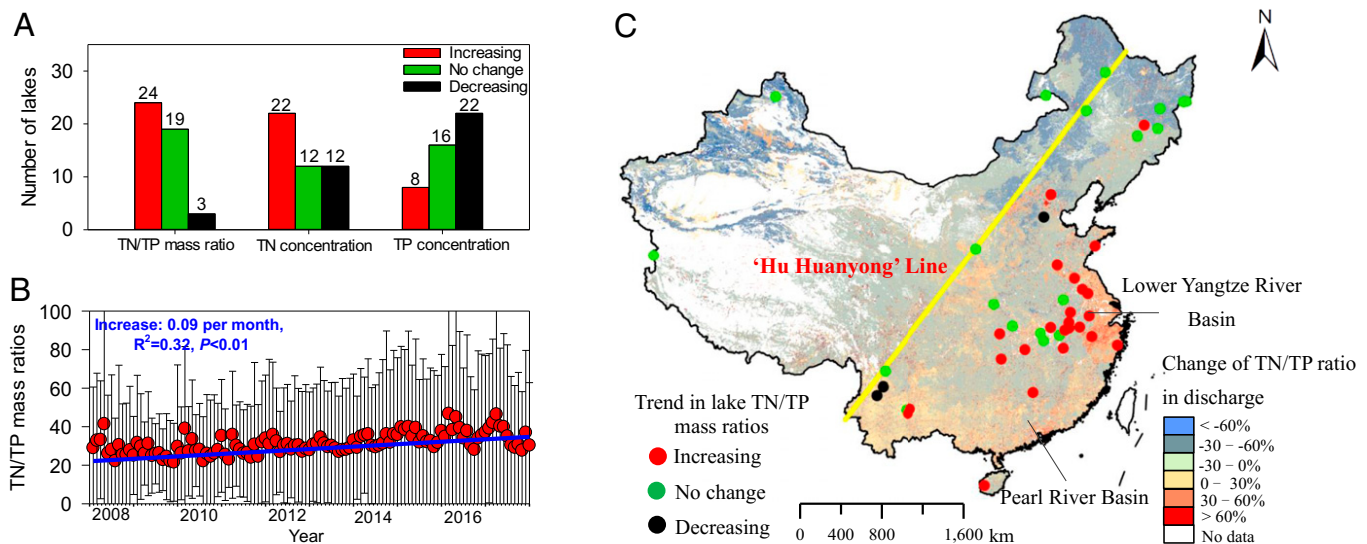 A
Number of lakes
30
20
10
0
Increasing
No change
Decreasing
24
19
3
22
12
12
8
16
22
TN/TP mass ratio
TN concentration
TP concentration
B
TN/TP mass ratios
100
80
60
40
20
0
Increase: 0.09 per month,
R²=0.32, P<0.01
2008
2010
2012
2014
2016
Year
C
N
‘Hu Huanyong’ Line
Lower Yangtze River
Basin
Pearl River Basin
Trend in lake TN/TP
mass ratios
Increasing
No change
Decreasing
0 400 800 1,600 km
Change of TN/TP ratio
in discharge
< -60%
-30 – -60%
-30 – 0%
0 – 30%
30 – 60%
> 60%
No data